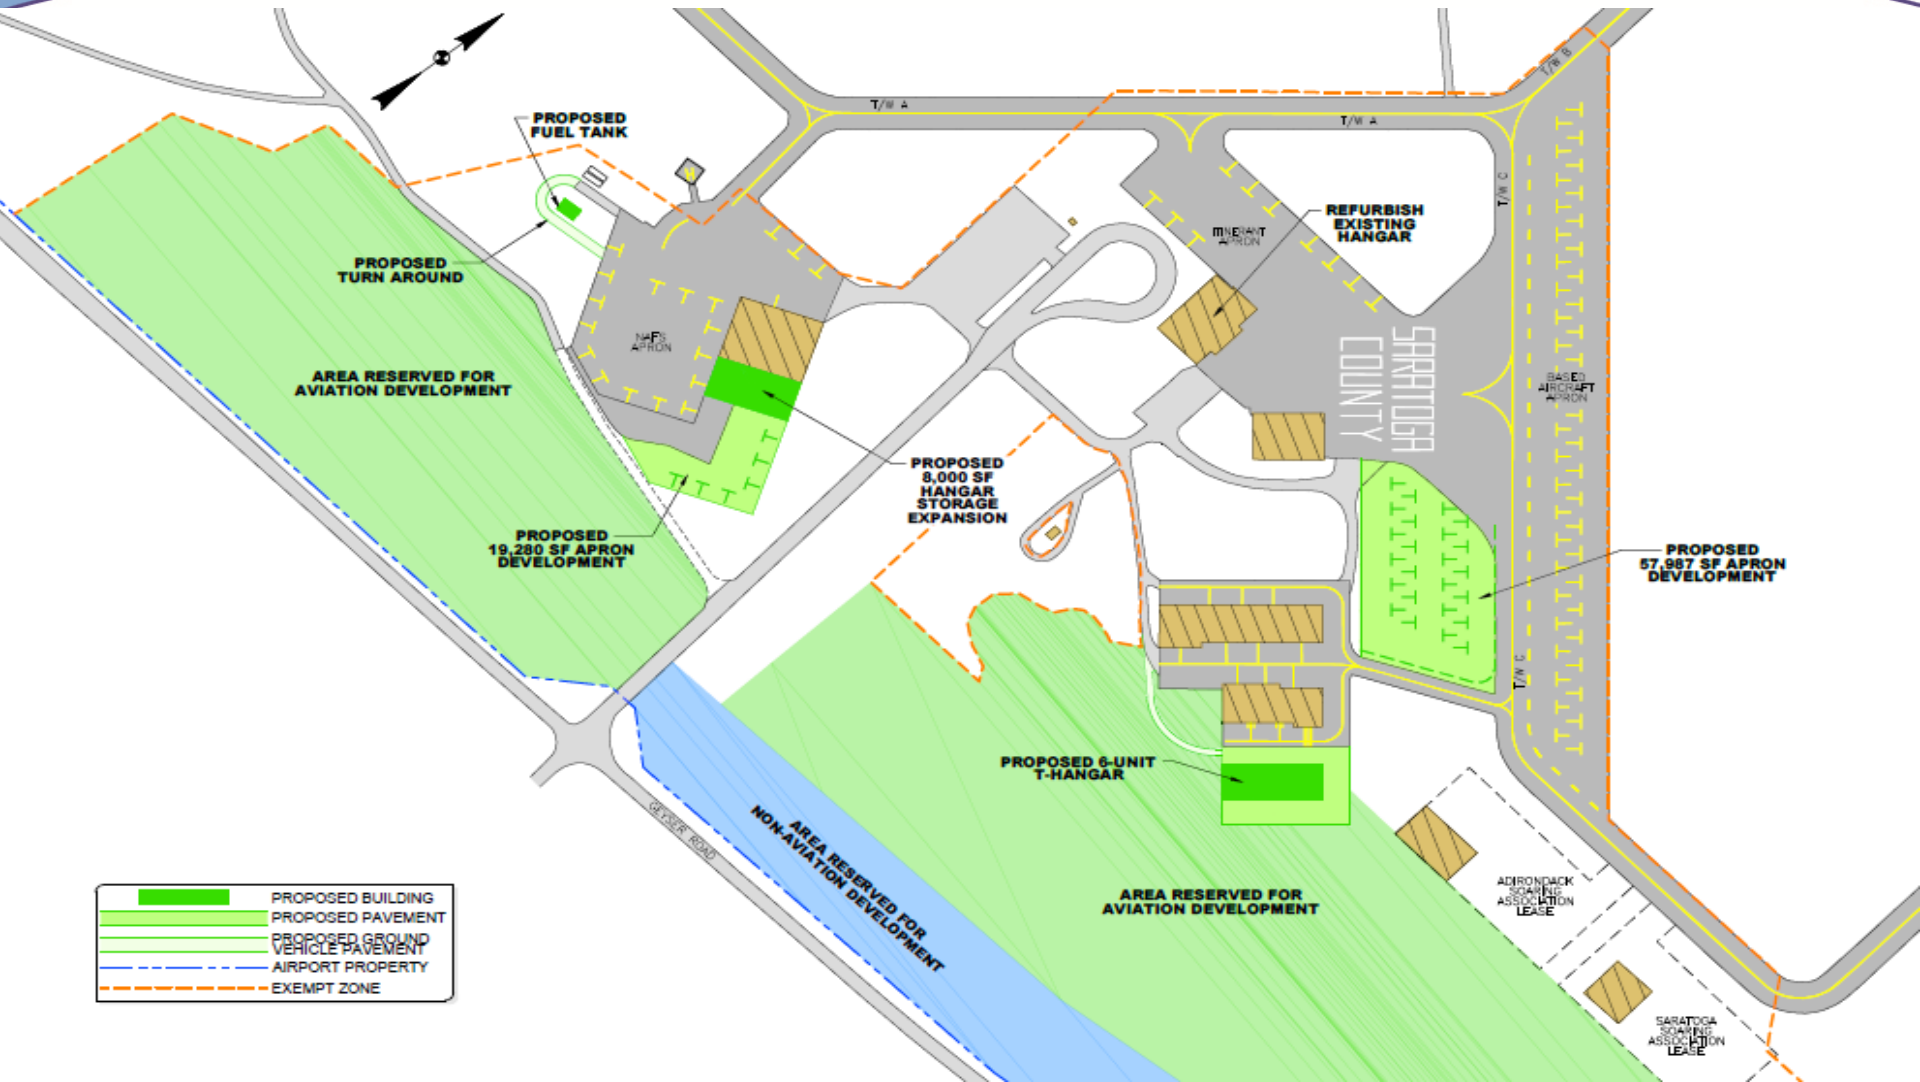 T/W A
T/W B
PROPOSED
FUEL TANK
H
T/W A
T/W C
REFURBISH
EXISTING
HANGAR
ITINERANT
APRON
PROPOSED
TURN AROUND
NAFS
APRON
SARATOGA
COUNTY
BASED
AIRCRAFT
APRON
AREA RESERVED FOR
AVIATION DEVELOPMENT
PROPOSED
8,000 SF
HANGAR
STORAGE
EXPANSION
PROPOSED
19,280 SF APRON
DEVELOPMENT
PROPOSED
57,987 SF APRON
DEVELOPMENT
T/W C
PROPOSED 6-UNIT
T-HANGAR
GEYSER ROAD
AREA RESERVED FOR
NON-AVIATION DEVELOPMENT
AREA RESERVED FOR
AVIATION DEVELOPMENT
ADIRONDACK
SOARING
ASSOCIATION
LEASE
SARATOGA
SOARING
ASSOCIATION
LEASE
PROPOSED BUILDING
PROPOSED PAVEMENT
PROPOSED GROUND
VEHICLE PAVEMENT
AIRPORT PROPERTY
EXEMPT ZONE